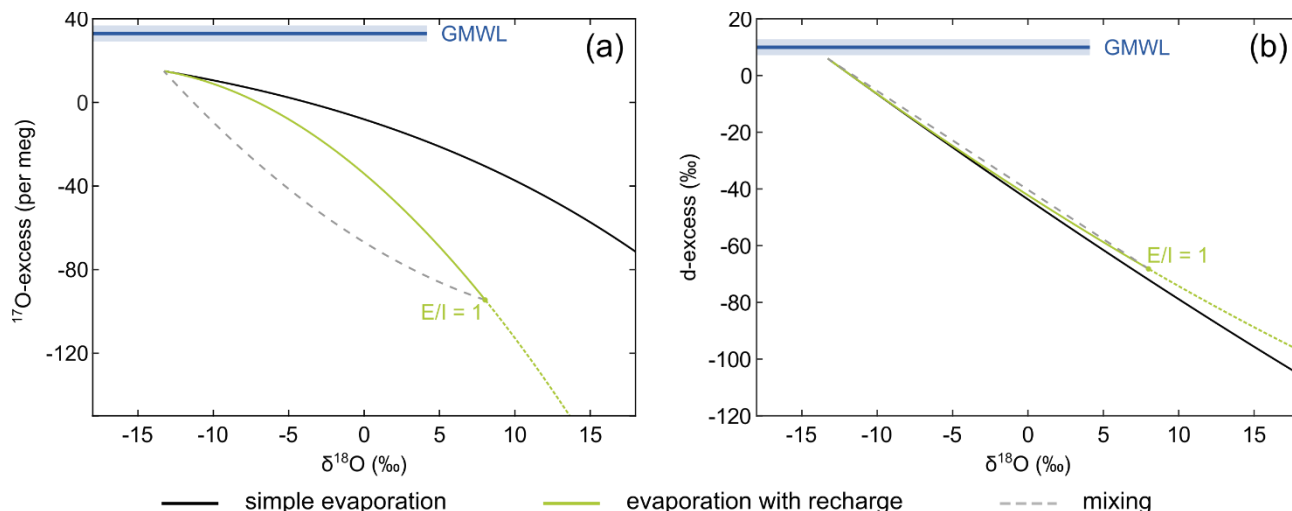 (a)
GMWL
40
0
-40
-80
-120
¹⁷O-excess (per meg)
E/I = 1
-15 -10 -5 0 5 10 15
δ¹⁸O (‰)
(b)
GMWL
20
0
-20
-40
-60
-80
-100
-120
d-excess (‰)
E/I = 1
-15 -10 -5 0 5 10 15
δ¹⁸O (‰)
simple evaporation evaporation with recharge mixing